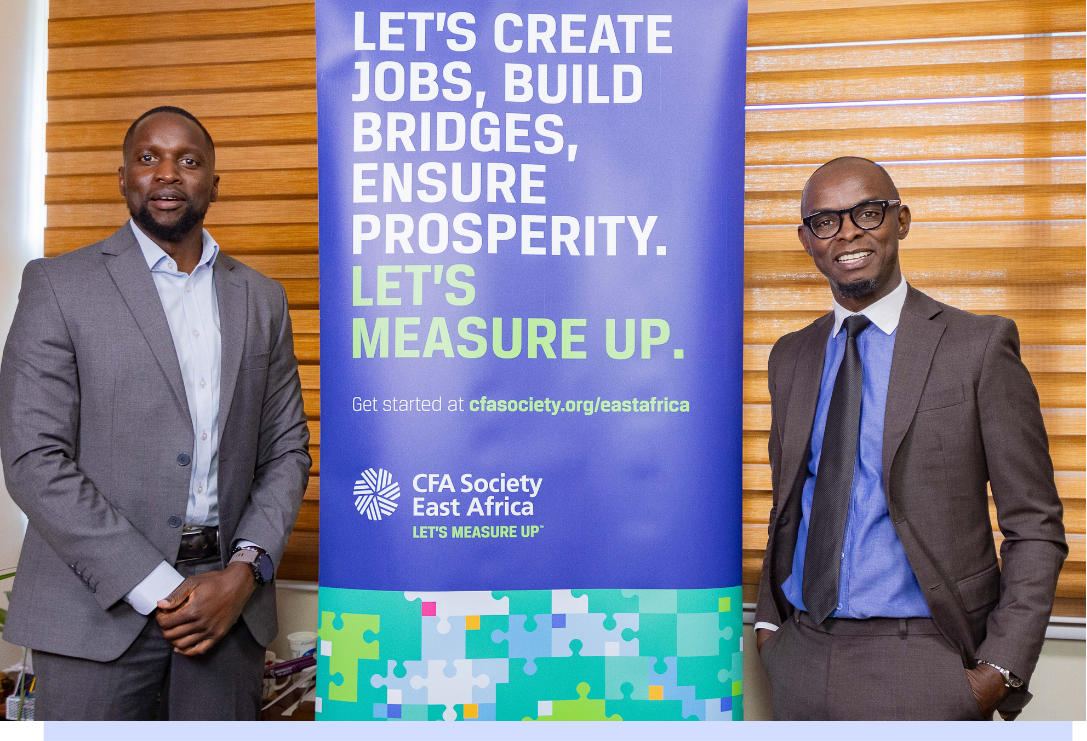 LET'S CREATE
JOBS, BUILD
BRIDGES,
ENSURE
PROSPERITY.
LET'S
MEASURE UP.
Get started at cfasociety.org/eastafrica
CFA Society
East Africa
LET'S MEASURE UP™